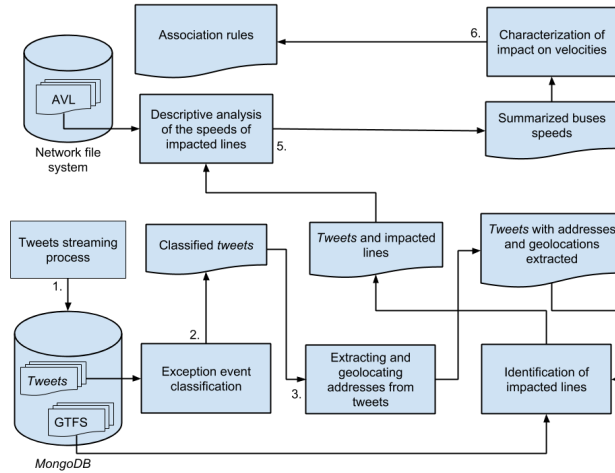 Association rules
6.
Characterization of
impact on velocities
AVL
Network file
system
Descriptive analysis
of the speeds of
impacted lines
5.
Summarized buses
speeds
Tweets streaming
process
1.
Classified tweets
Tweets and impacted
lines
Tweets with addresses
and geolocations
extracted
2.
Tweets
GTFS
MongoDB
Exception event
classification
3.
Extracting and
geolocating
addresses from
tweets
Identification of
impacted lines